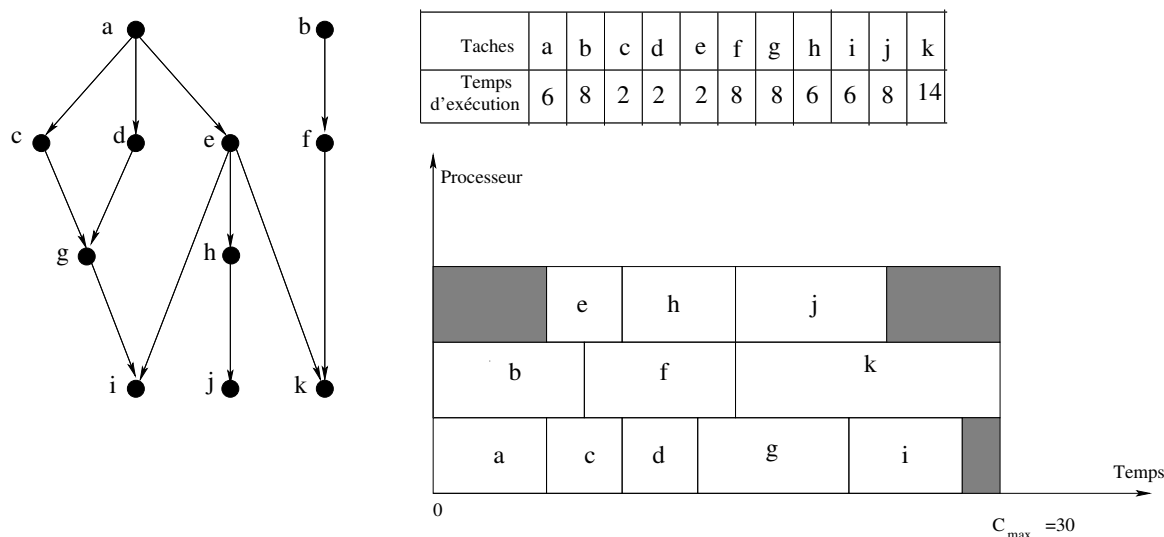 a b
c d e f
g h
i j k
Taches a b c d e f g h i j k
Temps d'exécution 6 8 2 2 2 8 8 6 6 8 14
Processeur
e h j
b f k
a c d g i
Temps
0
C max =30